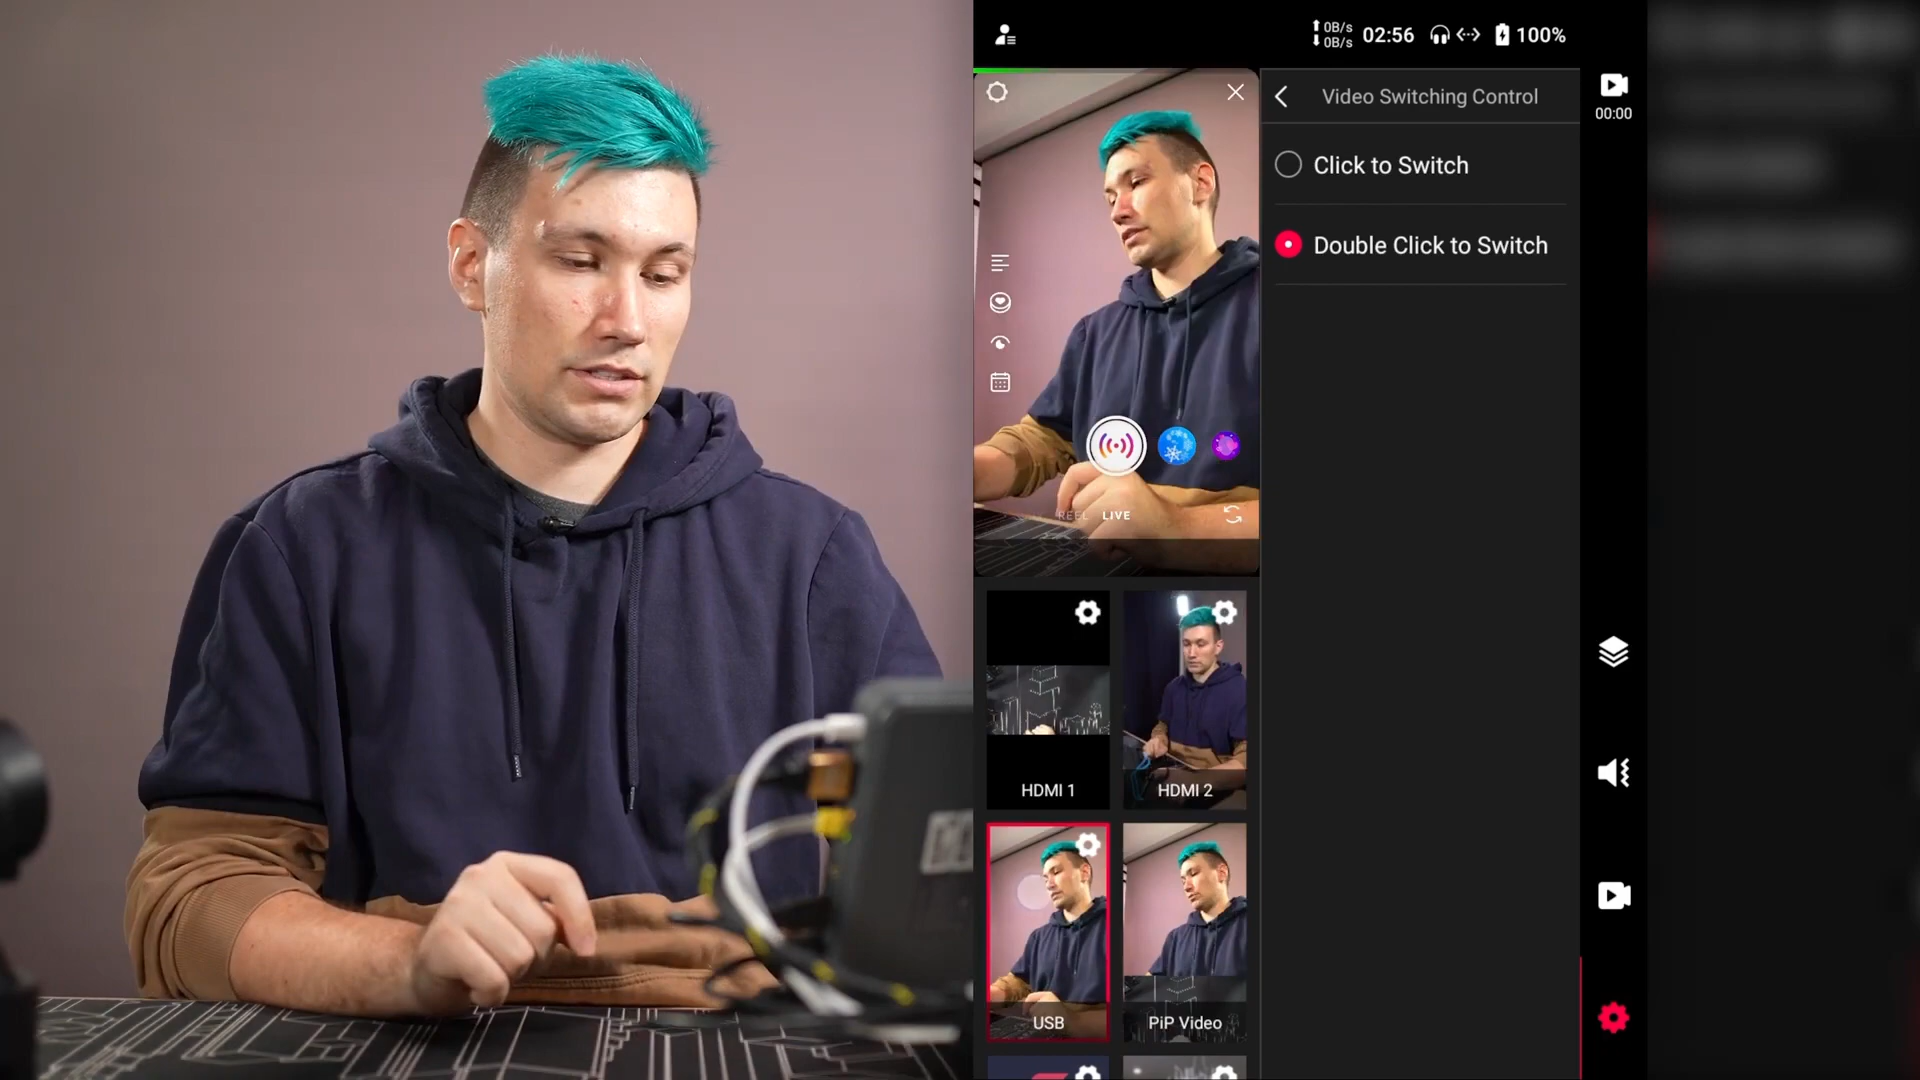 0B/s
0B/s
02:56
100%
Video Switching Control
00:00
Click to Switch
Double Click to Switch
REEL LIVE
HDMI 1
HDMI 2
USB
PiP Video